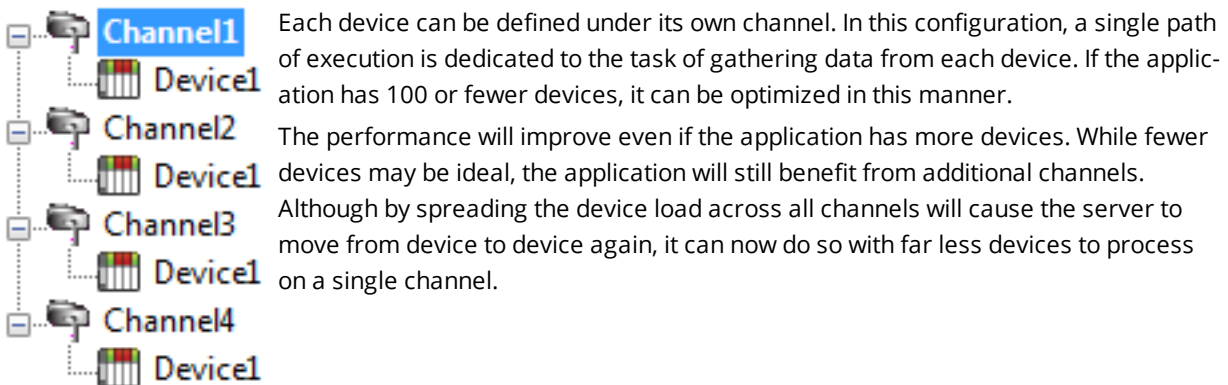 Channel1
Device1
Channel2
Device1
Channel3
Device1
Channel4
Device1
Each device can be defined under its own channel. In this configuration, a single path
of execution is dedicated to the task of gathering data from each device. If the applic-
ation has 100 or fewer devices, it can be optimized in this manner.
The performance will improve even if the application has more devices. While fewer
devices may be ideal, the application will still benefit from additional channels.
Although by spreading the device load across all channels will cause the server to
move from device to device again, it can now do so with far less devices to process
on a single channel.